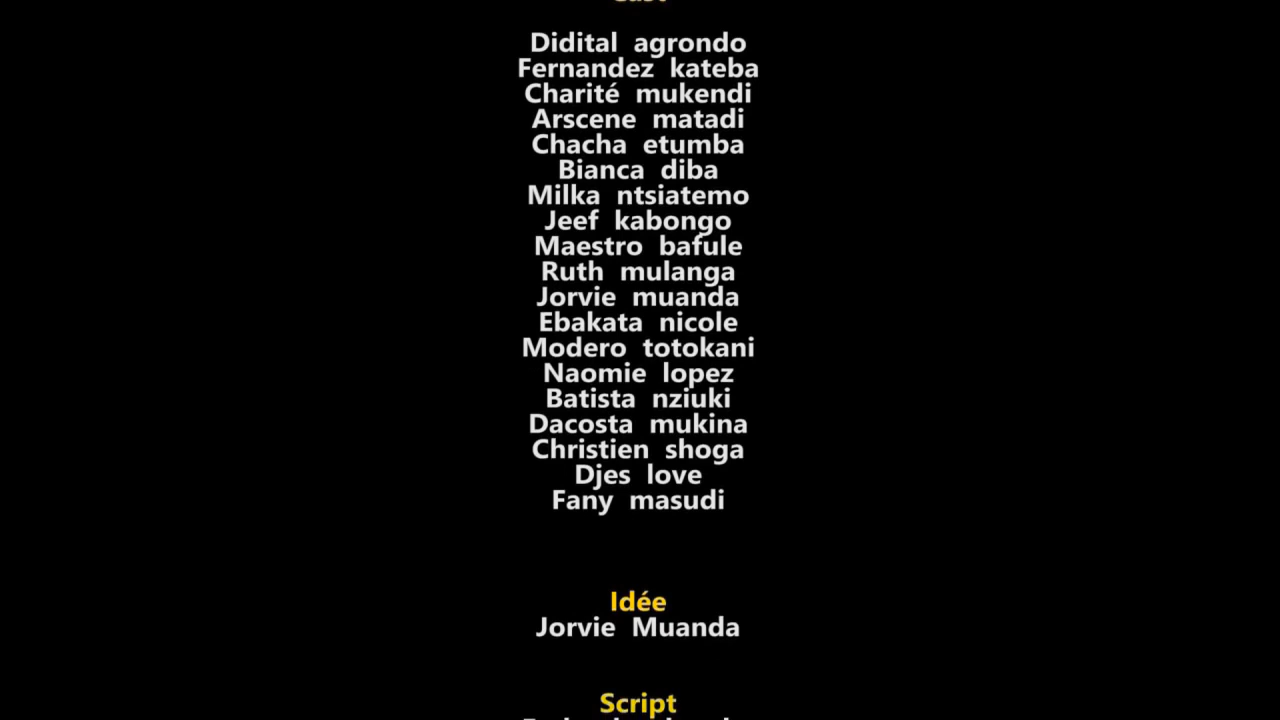 Didital agrondo
Fernandez kateba
Charité mukendi
Arscene matadi
Chacha etumba
Bianca diba
Milka ntsiatemo
Jeef kabongo
Maestro bafule
Ruth mulanga
Jorvie muanda
Ebakata nicole
Modero totokani
Naomie lopez
Batista nziuki
Dacosta mukina
Christien shoga
Djes love
Fany masudi
Idée
Jorvie Muanda
Script